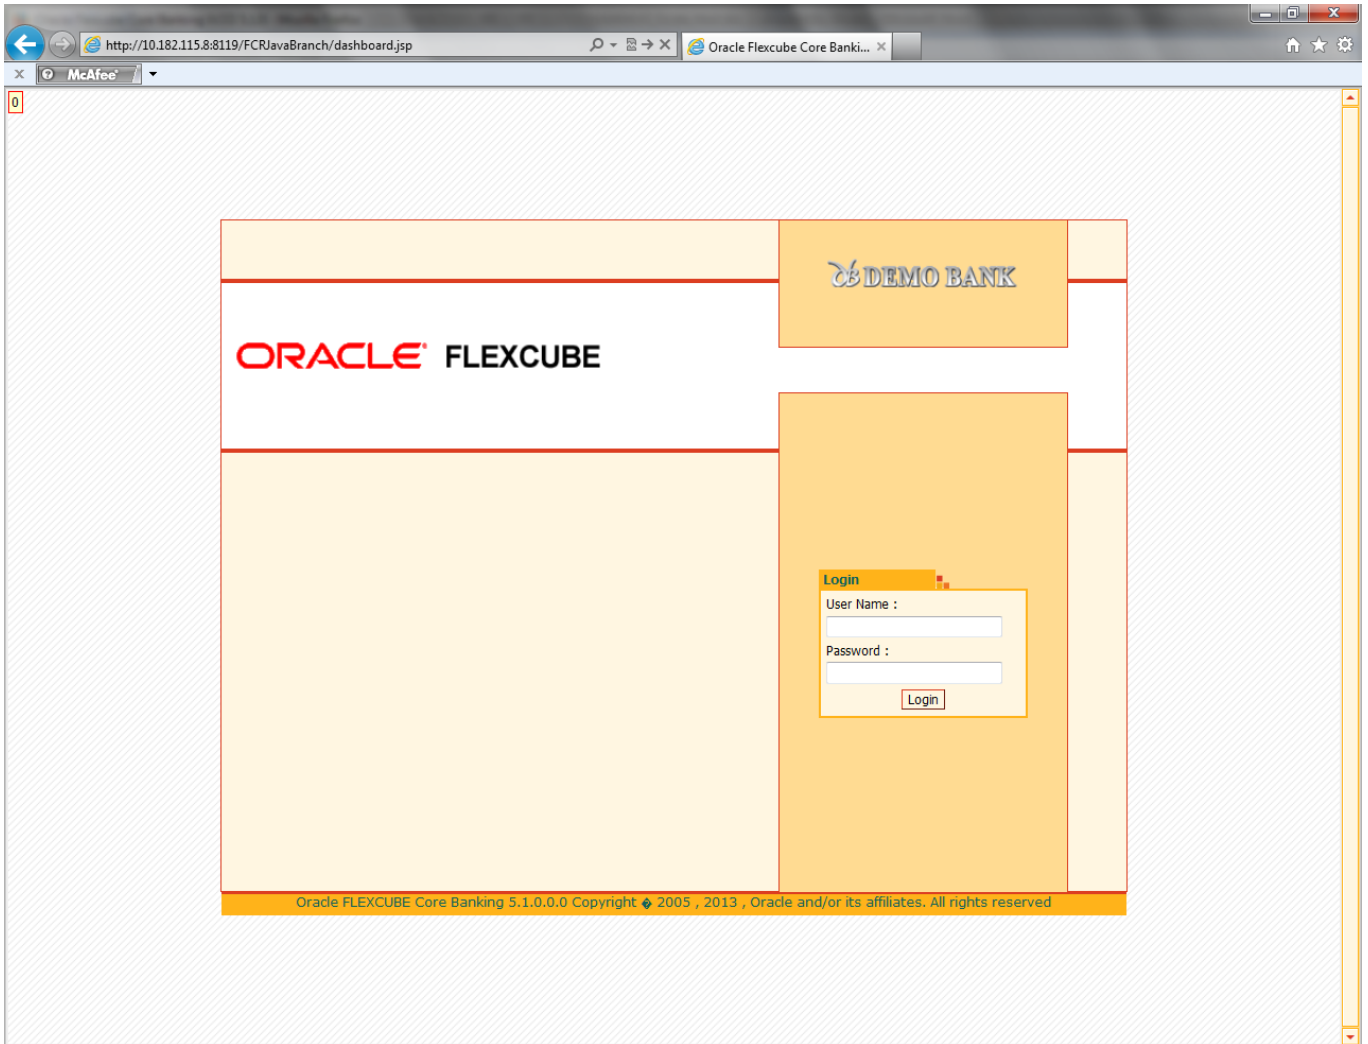 http://10.182.115.8:8119/FCRJavaBranch/dashboard.jsp
Oracle Flexcube Core Banki...
McAfee
0
DB DEMO BANK
ORACLE FLEXCUBE
Login
User Name :
Password :
Login
Oracle FLEXCUBE Core Banking 5.1.0.0.0 Copyright � 2005 , 2013 , Oracle and/or its affiliates. All rights reserved